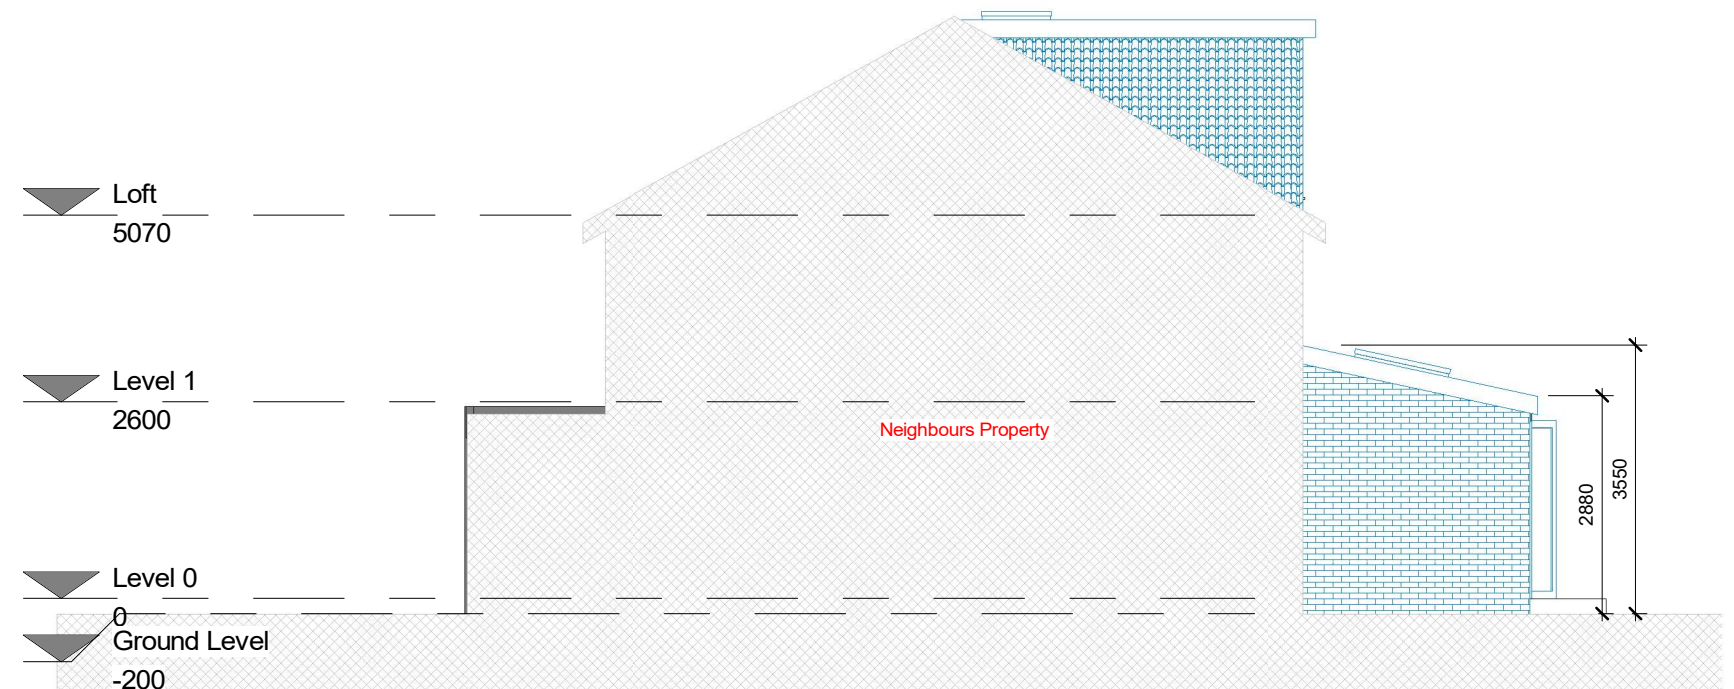 Loft
5070
Level 1
2600
Neighbours Property
2880
3550
Level 0
0
Ground Level
-200